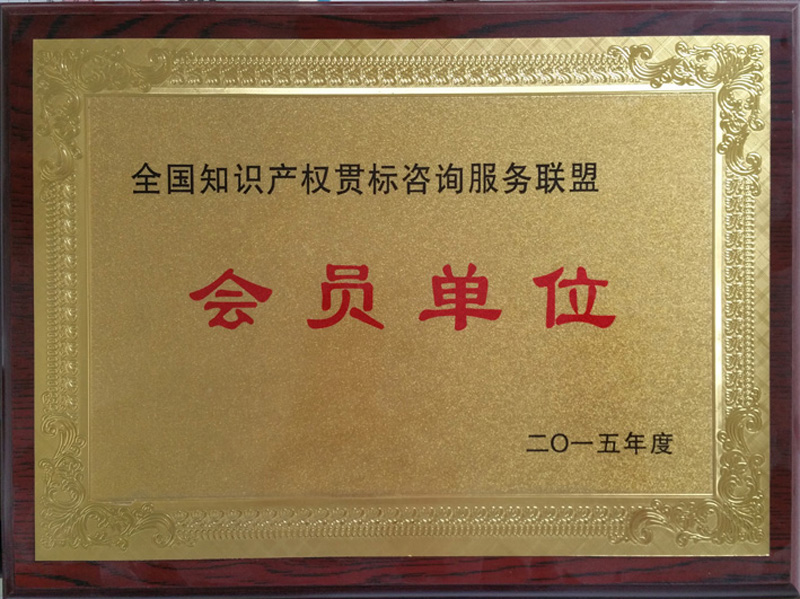 全国知识产权贯标咨询服务联盟
会员单位
二〇一五年度